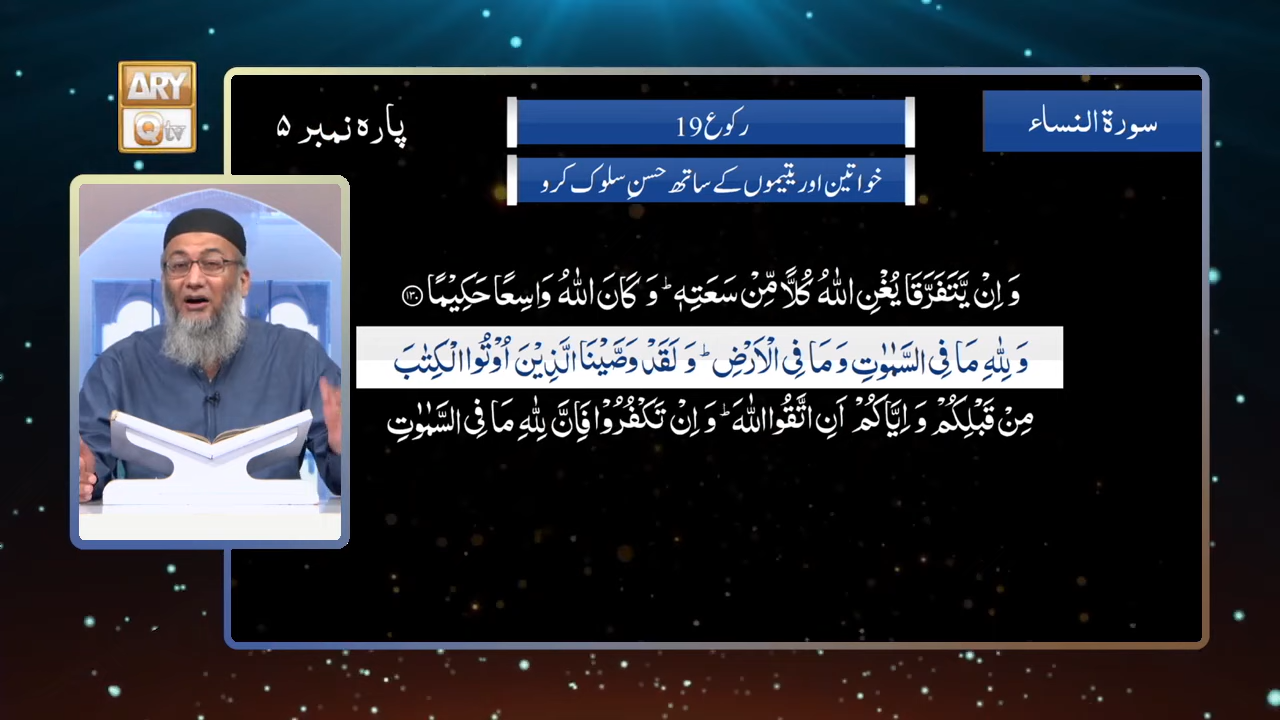 ARY
Qtv
سورۃ النساء
رکوع 19
پارہ نمبر ۵
خواتین اور یتیموں کے ساتھ حسنِ سلوک کرو
وَ اِنْ یَّتَفَرَّقَا یُغْنِ اللّٰهُ كُلًّا مِّنْ سَعَتِهٖ ؕ وَ كَانَ اللّٰهُ وَاسِعًا حَكِیْمًا ﴿۱۳۰﴾
وَ لِلّٰهِ مَا فِی السَّمٰوٰتِ وَ مَا فِی الْاَرْضِ ؕ وَ لَقَدْ وَصَّیْنَا الَّذِیْنَ اُوْتُوا الْكِتٰبَ
مِنْ قَبْلِكُمْ وَ اِیَّاكُمْ اَنِ اتَّقُوا اللّٰهَ ؕ وَ اِنْ تَكْفُرُوْا فَاِنَّ لِلّٰهِ مَا فِی السَّمٰوٰتِ